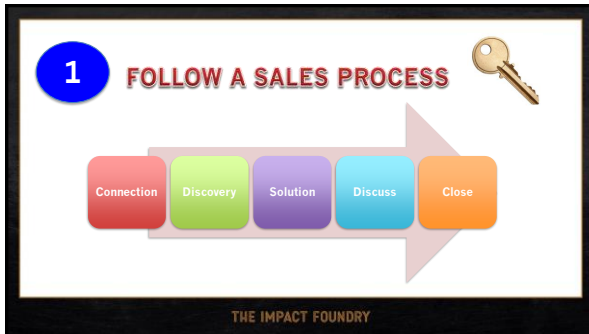 1
FOLLOW A SALES PROCESS
Connection
Discovery
Solution
Discuss
Close
THE IMPACT FOUNDRY